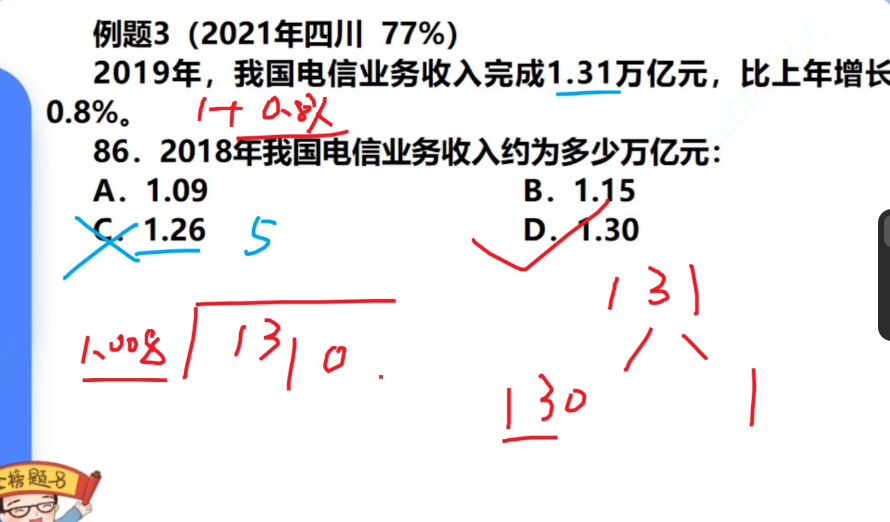 例题3（2021年四川 77%）
2019年，我国电信业务收入完成1.31万亿元，比上年增长
0.8%。 1+0.8%
86．2018年我国电信业务收入约为多少万亿元：
A．1.09 B．1.15
C．1.26 5 D．1.30
131
1.008 1310
130 1
榜题-8